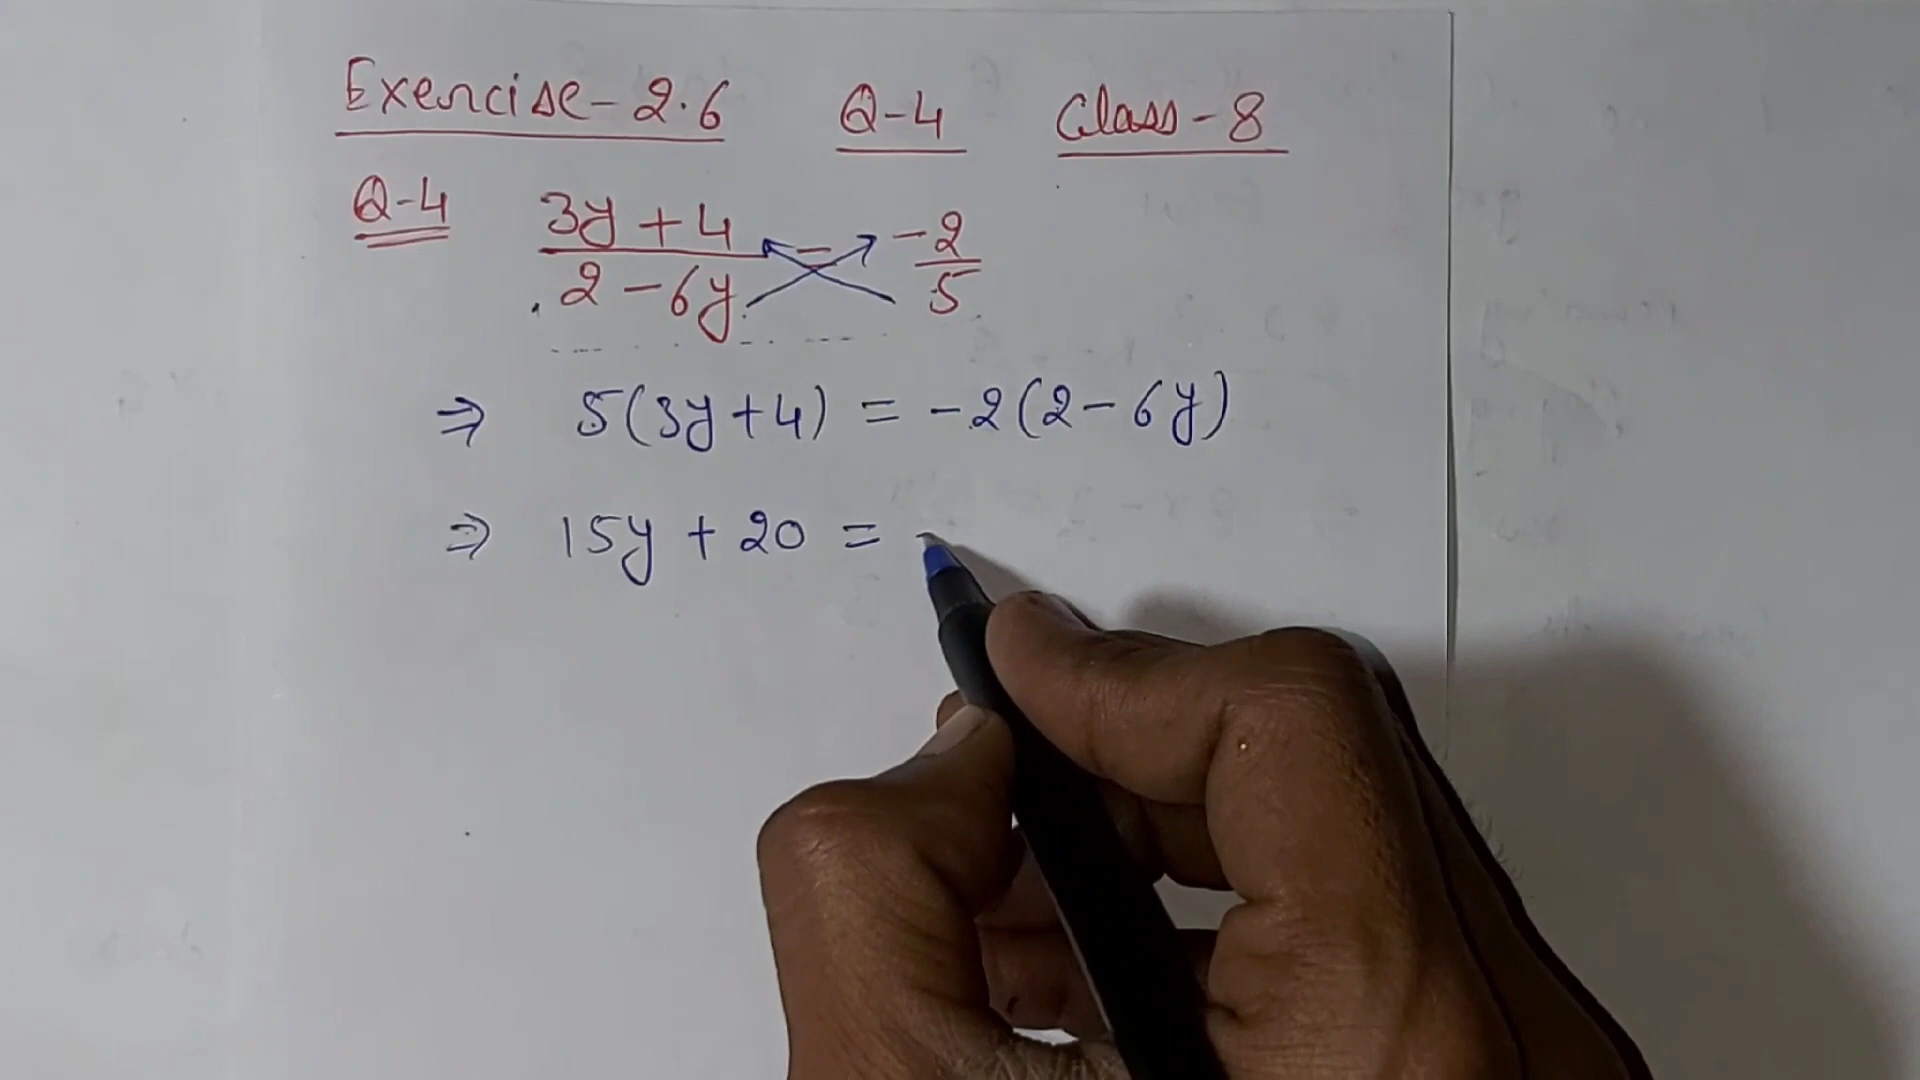 Exercise-2.6 Q-4 Class-8
Q-4 3y+4/2-6y = -2/5
⇒ 5(3y+4) = -2(2-6y)
⇒ 15y + 20 = -